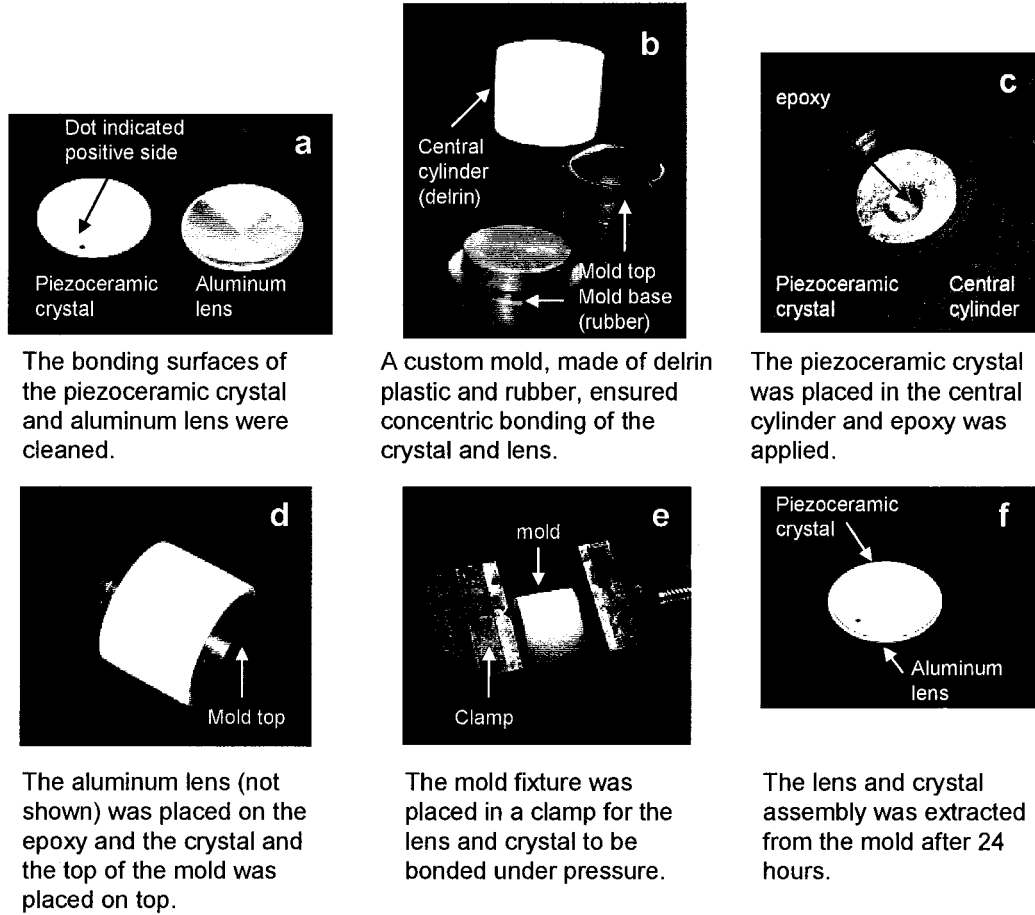 a
Dot indicated
positive side
Piezoceramic
crystal
Aluminum
lens
The bonding surfaces of
the piezoceramic crystal
and aluminum lens were
cleaned.
b
Central
cylinder
(delrin)
Mold top
Mold base
(rubber)
A custom mold, made of delrin
plastic and rubber, ensured
concentric bonding of the
crystal and lens.
c
epoxy
Piezoceramic
crystal
Central
cylinder
The piezoceramic crystal
was placed in the central
cylinder and epoxy was
applied.
d
Mold top
The aluminum lens (not
shown) was placed on the
epoxy and the crystal and
the top of the mold was
placed on top.
e
mold
Clamp
The mold fixture was
placed in a clamp for the
lens and crystal to be
bonded under pressure.
f
Piezoceramic
crystal
Aluminum
lens
The lens and crystal
assembly was extracted
from the mold after 24
hours.